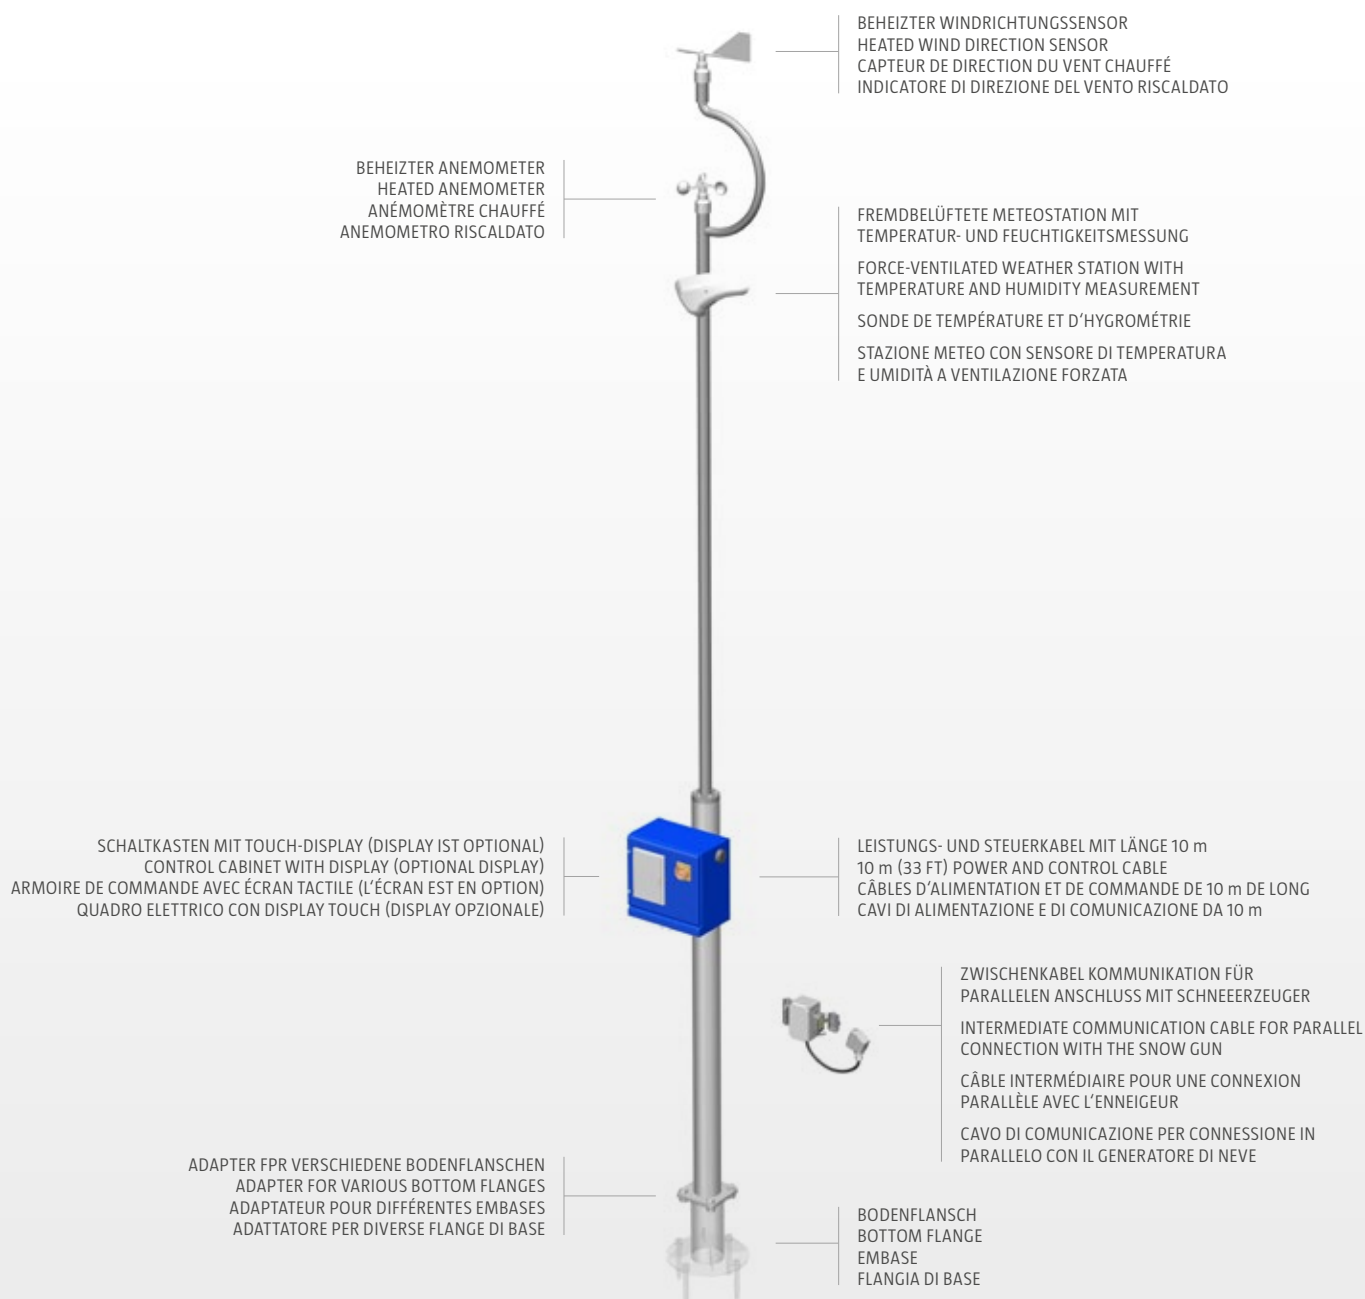 BEHEIZTER WINDRICHTUNGSSENSOR
HEATED WIND DIRECTION SENSOR
CAPTEUR DE DIRECTION DU VENT CHAUFFÉ
INDICATORE DI DIREZIONE DEL VENTO RISCALDATO
BEHEIZTER ANEMOMETER
HEATED ANEMOMETER
ANÉMOMÈTRE CHAUFFÉ
ANEMOMETRO RISCALDATO
FREMDBELÜFTETE METEOSTATION MIT
TEMPERATUR- UND FEUCHTIGKEITSMESSUNG
FORCE-VENTILATED WEATHER STATION WITH
TEMPERATURE AND HUMIDITY MEASUREMENT
SONDE DE TEMPÉRATURE ET D'HYGROMÉTRIE
STAZIONE METEO CON SENSORE DI TEMPERATURA
E UMIDITÀ A VENTILAZIONE FORZATA
SCHALTKASTEN MIT TOUCH-DISPLAY (DISPLAY IST OPTIONAL)
CONTROL CABINET WITH DISPLAY (OPTIONAL DISPLAY)
ARMOIRE DE COMMANDE AVEC ÉCRAN TACTILE (L'ÉCRAN EST EN OPTION)
QUADRO ELETTRICO CON DISPLAY TOUCH (DISPLAY OPZIONALE)
LEISTUNGS- UND STEUERKABEL MIT LÄNGE 10 m
10 m (33 FT) POWER AND CONTROL CABLE
CÂBLES D'ALIMENTATION ET DE COMMANDE DE 10 m DE LONG
CAVI DI ALIMENTAZIONE E DI COMUNICAZIONE DA 10 m
ZWISCHENKABEL KOMMUNIKATION FÜR
PARALLELEN ANSCHLUSS MIT SCHNEEERZEUGER
INTERMEDIATE COMMUNICATION CABLE FOR PARALLEL
CONNECTION WITH THE SNOW GUN
CÂBLE INTERMÉDIAIRE POUR UNE CONNEXION
PARALLÈLE AVEC L'ENNEIGEUR
CAVO DI COMUNICAZIONE PER CONNESSIONE IN
PARALLELO CON IL GENERATORE DI NEVE
ADAPTER FPR VERSCHIEDENE BODENFLANSCHEN
ADAPTER FOR VARIOUS BOTTOM FLANGES
ADAPTATEUR POUR DIFFÉRENTES EMBASES
ADATTATORE PER DIVERSE FLANGE DI BASE
BODENFLANSCH
BOTTOM FLANGE
EMBASE
FLANGIA DI BASE